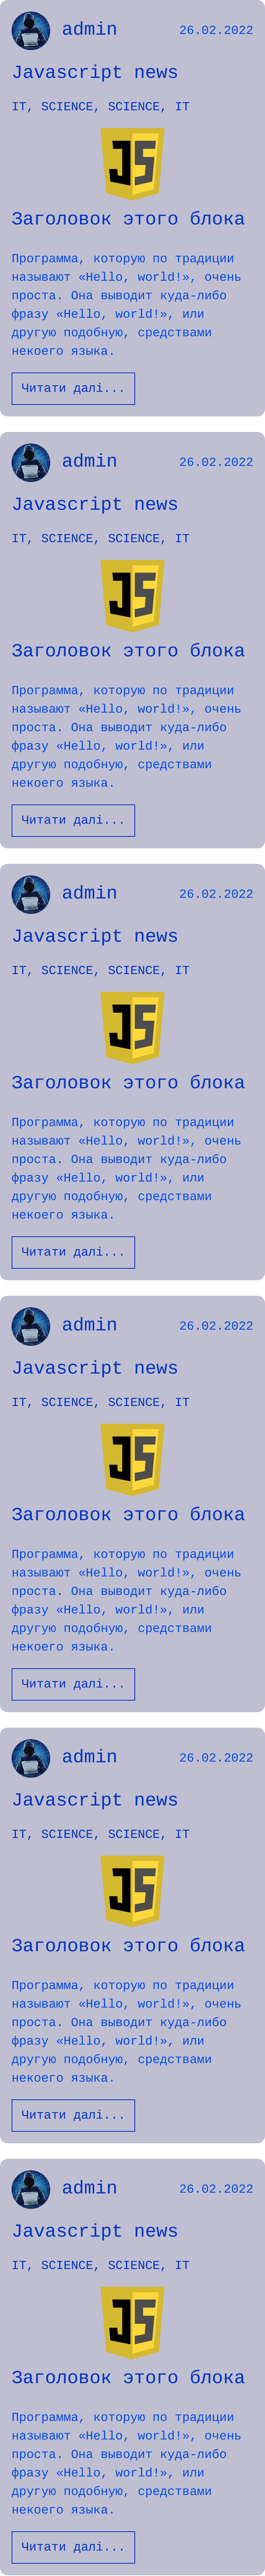 admin 26.02.2022
Javascript news
IT, SCIENCE, SCIENCE, IT
JS
Заголовок этого блока
Программа, которую по традиции
называют «Hello, world!», очень
проста. Она выводит куда-либо
фразу «Hello, world!», или
другую подобную, средствами
некоего языка.
Читати далі...
admin 26.02.2022
Javascript news
IT, SCIENCE, SCIENCE, IT
JS
Заголовок этого блока
Программа, которую по традиции
называют «Hello, world!», очень
проста. Она выводит куда-либо
фразу «Hello, world!», или
другую подобную, средствами
некоего языка.
Читати далі...
admin 26.02.2022
Javascript news
IT, SCIENCE, SCIENCE, IT
JS
Заголовок этого блока
Программа, которую по традиции
называют «Hello, world!», очень
проста. Она выводит куда-либо
фразу «Hello, world!», или
другую подобную, средствами
некоего языка.
Читати далі...
admin 26.02.2022
Javascript news
IT, SCIENCE, SCIENCE, IT
JS
Заголовок этого блока
Программа, которую по традиции
называют «Hello, world!», очень
проста. Она выводит куда-либо
фразу «Hello, world!», или
другую подобную, средствами
некоего языка.
Читати далі...
admin 26.02.2022
Javascript news
IT, SCIENCE, SCIENCE, IT
JS
Заголовок этого блока
Программа, которую по традиции
называют «Hello, world!», очень
проста. Она выводит куда-либо
фразу «Hello, world!», или
другую подобную, средствами
некоего языка.
Читати далі...
admin 26.02.2022
Javascript news
IT, SCIENCE, SCIENCE, IT
JS
Заголовок этого блока
Программа, которую по традиции
называют «Hello, world!», очень
проста. Она выводит куда-либо
фразу «Hello, world!», или
другую подобную, средствами
некоего языка.
Читати далі...